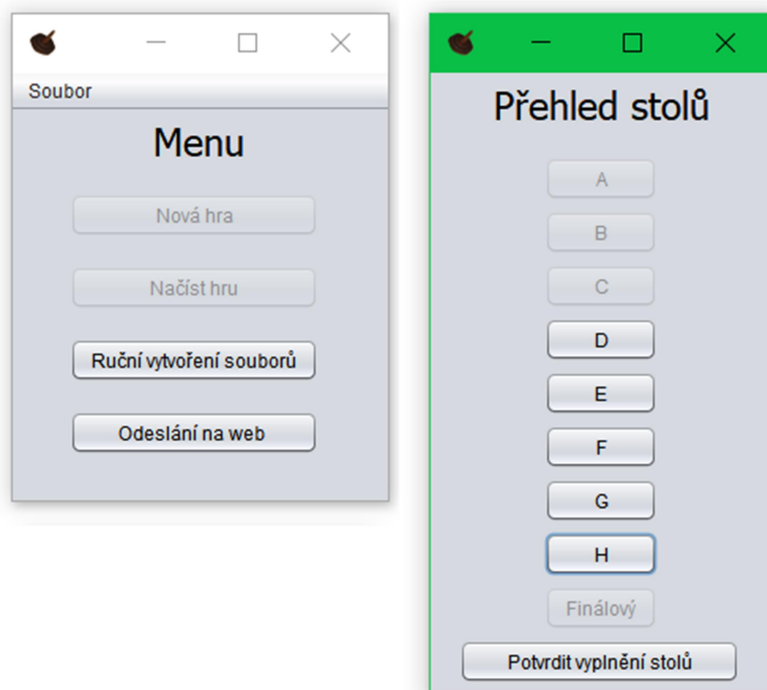 Soubor
Menu
Nová hra
Načíst hru
Ruční vytvoření souborů
Odeslání na web
Přehled stolů
A
B
C
D
E
F
G
H
Finálový
Potvrdit vyplnění stolů